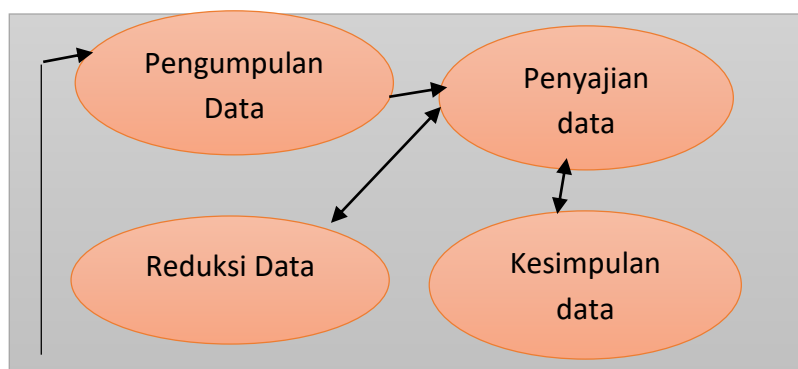 Pengumpulan
Data
Penyajian
data
Reduksi Data
Kesimpulan
data